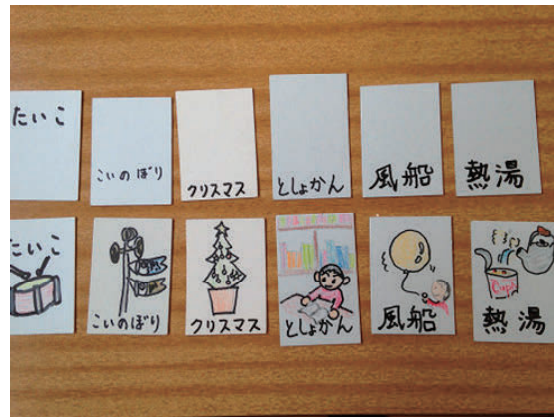 たいこ
こいのぼり
クリスマス
としょかん
風船
熱湯
たいこ
こいのぼり
クリスマス
としょかん
風船
熱湯